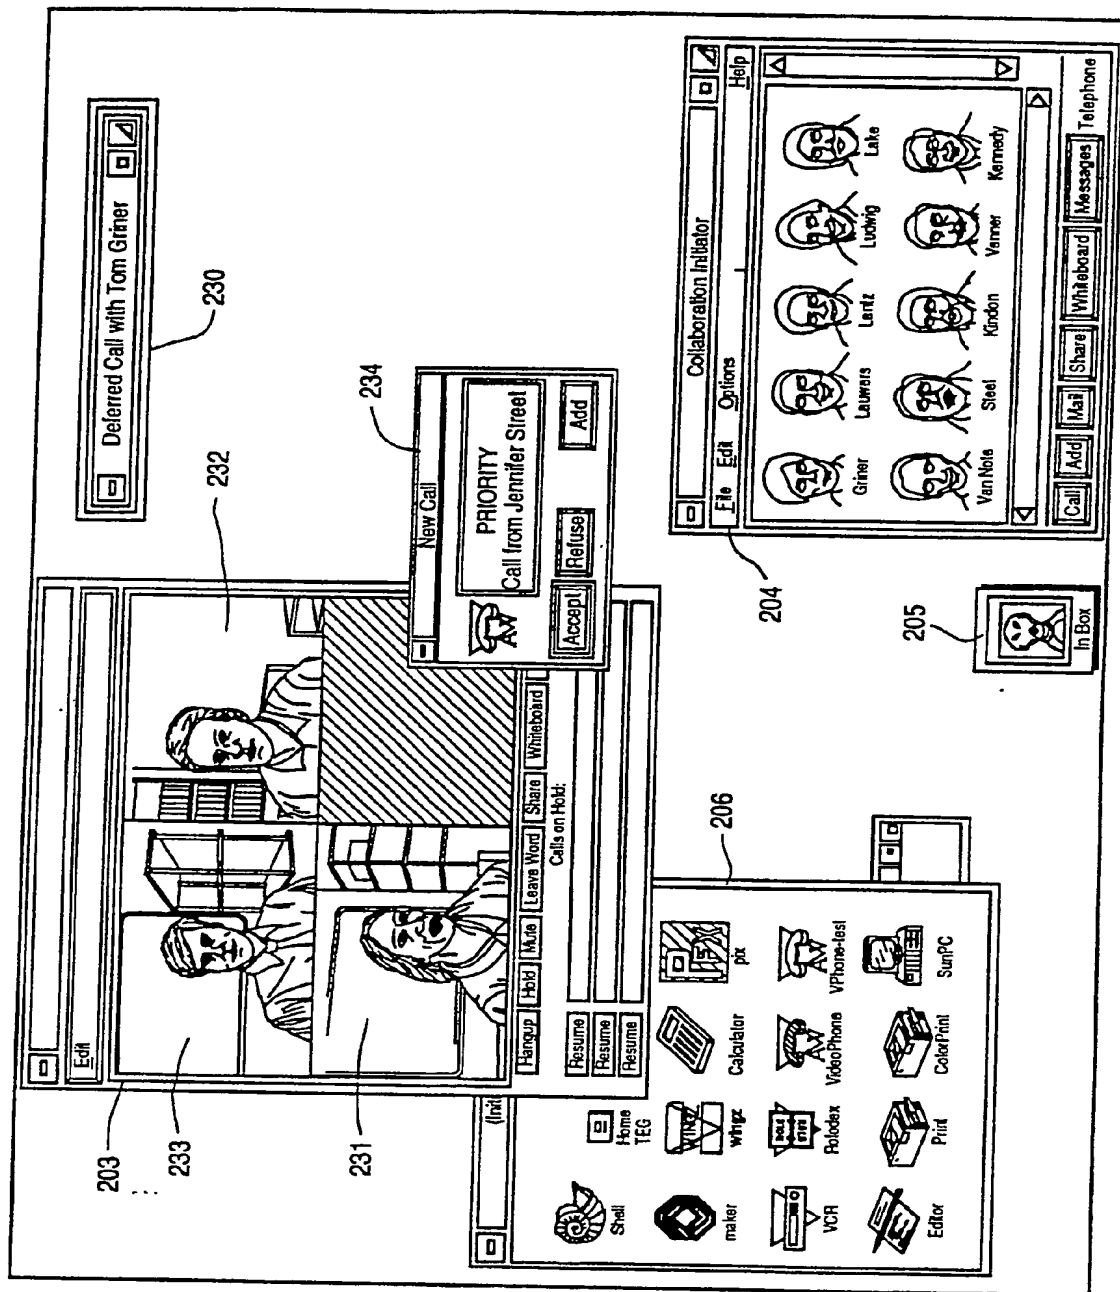 203
Edit
233
232
231
Hangup Hold Mute Leave Word Share Whiteboard
Calls on Hold:
Resume
Resume
Resume
Deferred Call with Tom Griner
230
234
New Call
PRIORITY
Call from Jennifer Street
Accept Refuse Add
(Initi
Shell
Home
TEG
maker
wingz
WINGZ
Calculator
pix
VCR
Rolodex
VideoPhone
VPhone-test
Editor
Print
ColorPrint
SunPC
206
205
In Box
204
Collaboration Initiator
File Edit Options Help
Griner Lauwers Lantz Ludwig Lake
Van Note Steel Kindon Vanner Kennedy
Call Add Mail Share Whiteboard Messages Telephone